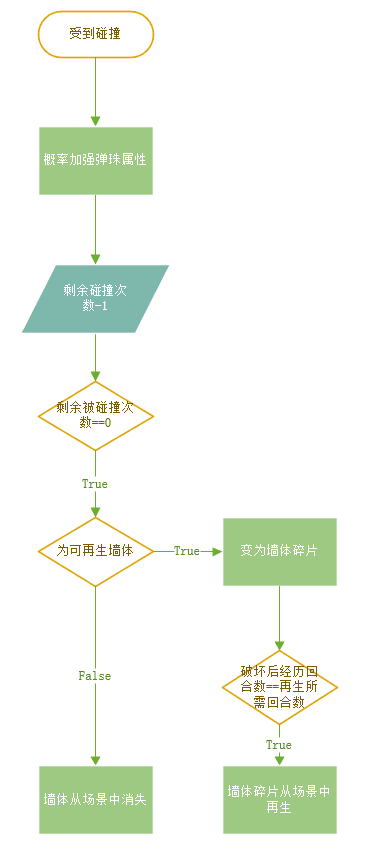 受到碰撞
概率加强弹珠属性
剩余碰撞次
数-1
剩余被碰撞次
数==0
True
为可再生墙体
True
变为墙体碎片
False
破坏后经历回
合数==再生所
需回合数
True
墙体从场景中消失
墙体碎片从场景中
再生